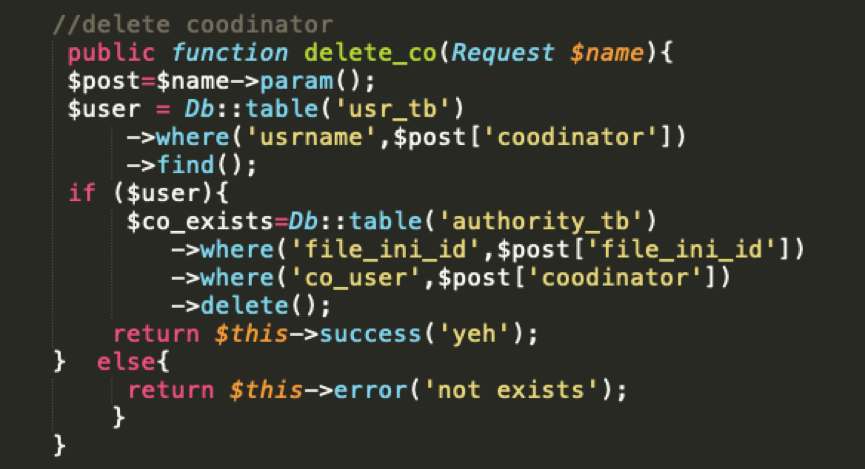 //delete coodinator
public function delete_co(Request $name){
$post=$name->param();
$user = Db::table('usr_tb')
->where('usrname',$post['coodinator'])
->find();
if ($user){
$co_exists=Db::table('authority_tb')
->where('file_ini_id',$post['file_ini_id'])
->where('co_user',$post['coodinator'])
->delete();
return $this->success('yeh');
}  else{
return $this->error('not exists');
}
}